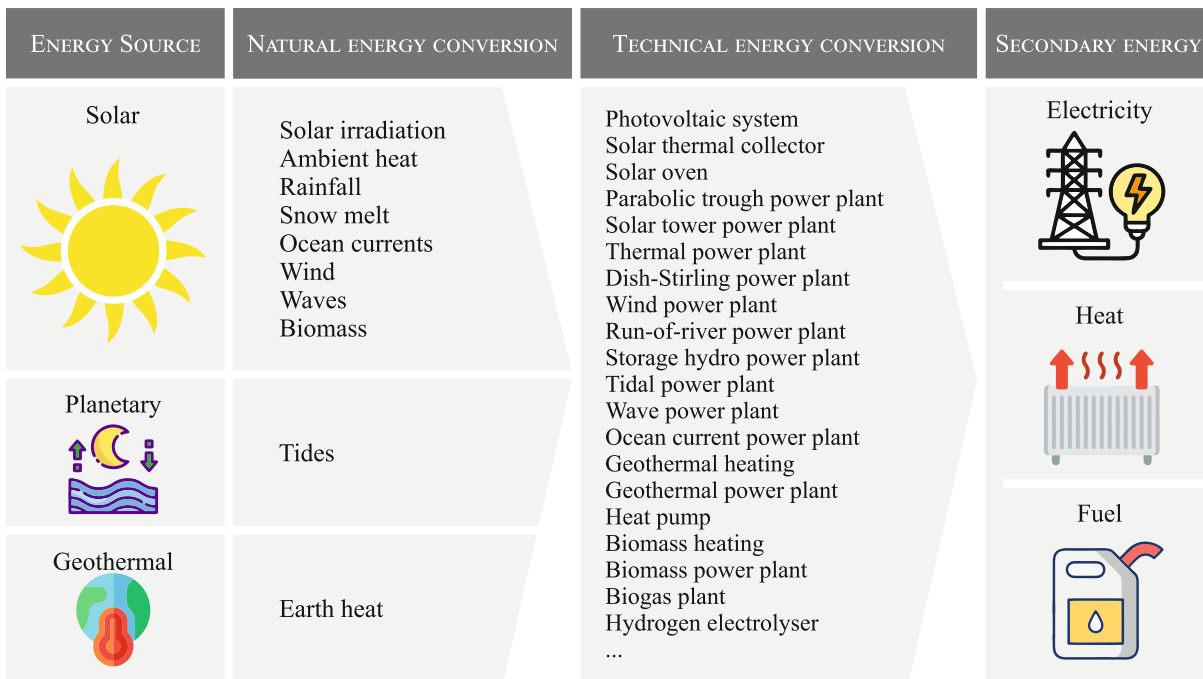 ENERGY SOURCE
NATURAL ENERGY CONVERSION
TECHNICAL ENERGY CONVERSION
SECONDARY ENERGY
Solar
Solar irradiation
Ambient heat
Rainfall
Snow melt
Ocean currents
Wind
Waves
Biomass
Planetary
Tides
Geothermal
Earth heat
Photovoltaic system
Solar thermal collector
Solar oven
Parabolic trough power plant
Solar tower power plant
Thermal power plant
Dish-Stirling power plant
Wind power plant
Run-of-river power plant
Storage hydro power plant
Tidal power plant
Wave power plant
Ocean current power plant
Geothermal heating
Geothermal power plant
Heat pump
Biomass heating
Biomass power plant
Biogas plant
Hydrogen electrolyser
...
Electricity
Heat
Fuel